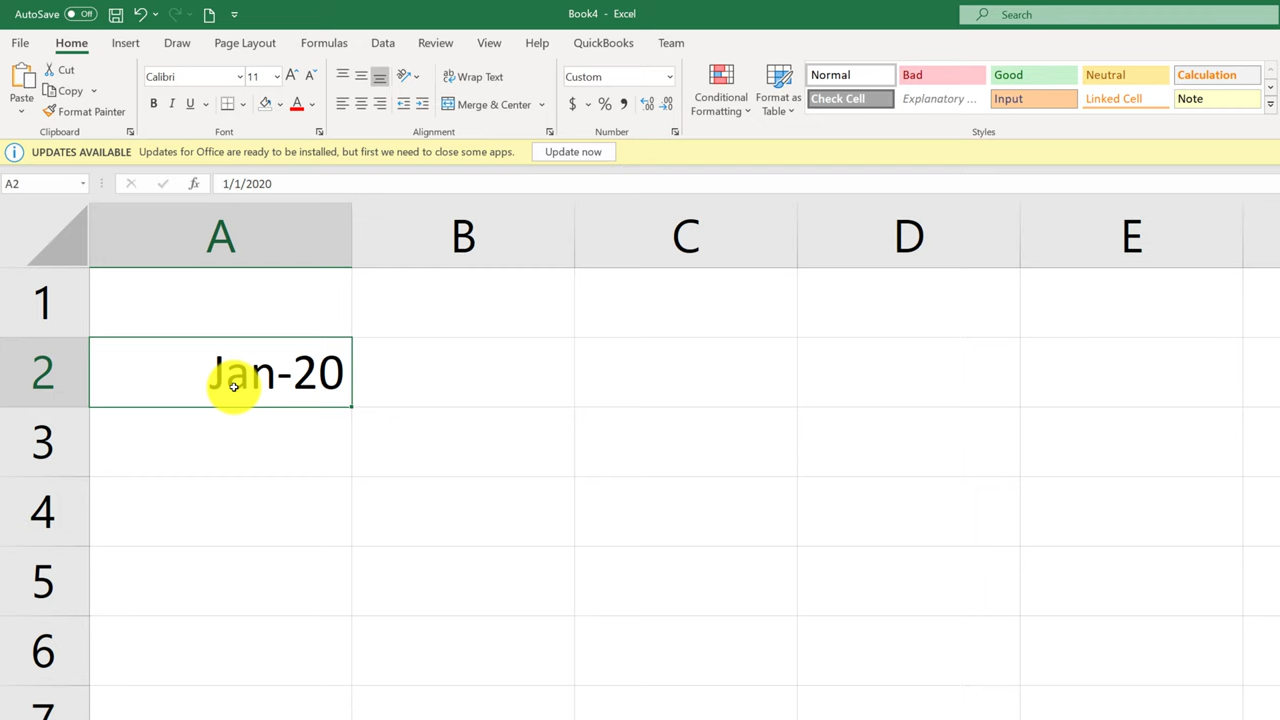 AutoSave Off
Book4 - Excel
Search
File Home Insert Draw Page Layout Formulas Data Review View Help QuickBooks Team
Paste
Cut
Copy
Format Painter
Clipboard
Calibri 11
B I U
Font
Wrap Text
Merge & Center
Alignment
Custom
$ %
Number
Conditional Formatting
Format as Table
Normal Bad Good Neutral Calculation
Check Cell Explanatory ... Input Linked Cell Note
Styles
UPDATES AVAILABLE Updates for Office are ready to be installed, but first we need to close some apps. Update now
A2 fx 1/1/2020
A B C D E
1
2 Jan-20
3
4
5
6
7